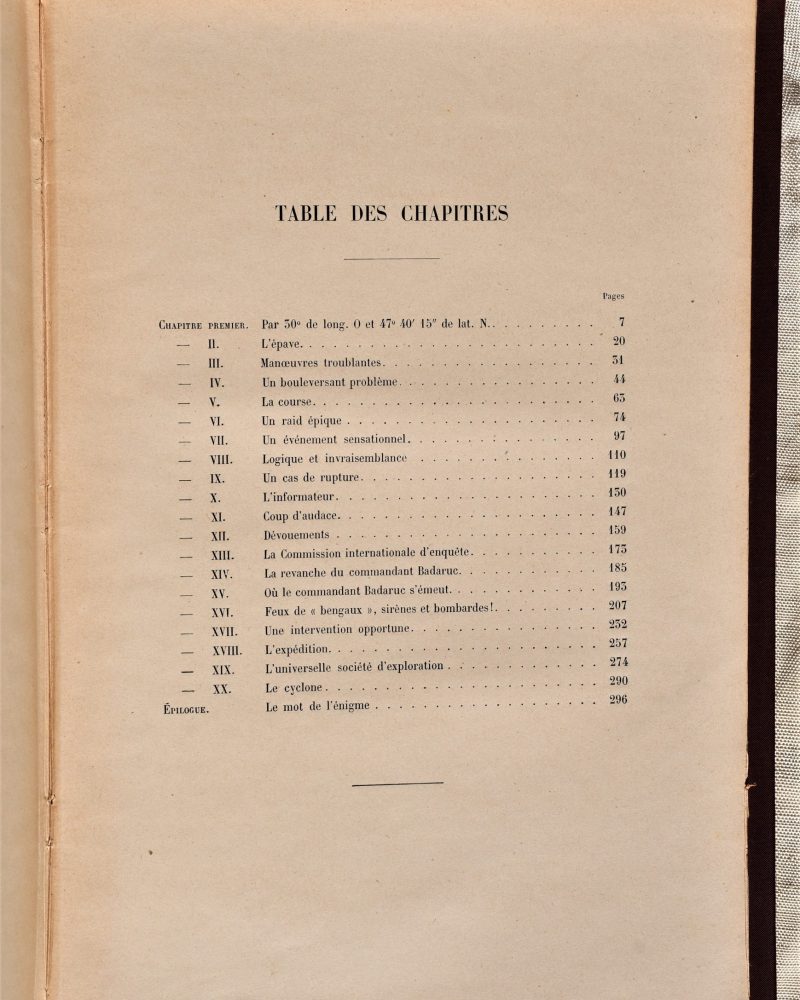 TABLE DES CHAPITRES
Pages
CHAPITRE PREMIER. Par 30° de long. O et 47° 40' 15" de lat. N. . . . . . . . . . 7
— II. L'épave. . . . . . . . . . 20
— III. Manœuvres troublantes. . . . . . . . . . 31
— IV. Un bouleversant problème. . . . . . . . . . 44
— V. La course. . . . . . . . . . 63
— VI. Un raid épique . . . . . . . . . . 74
— VII. Un événement sensationnel. . . . . . . . . . 97
— VIII. Logique et invraisemblance . . . . . . . . . . 110
— IX. Un cas de rupture. . . . . . . . . . 119
— X. L'informateur. . . . . . . . . . 130
— XI. Coup d'audace. . . . . . . . . . 147
— XII. Dévouements . . . . . . . . . . 159
— XIII. La Commission internationale d'enquête. . . . . . . . . . 173
— XIV. La revanche du commandant Badaruc. . . . . . . . . . 185
— XV. Où le commandant Badaruc s'émeut. . . . . . . . . . 193
— XVI. Feux de « bengaux », sirènes et bombardes! . . . . . . . . . 207
— XVII. Une intervention opportune. . . . . . . . . . 232
— XVIII. L'expédition. . . . . . . . . . 257
— XIX. L'universelle société d'exploration . . . . . . . . . . 274
— XX. Le cyclone . . . . . . . . . . 290
ÉPILOGUE. Le mot de l'énigme . . . . . . . . . . 296